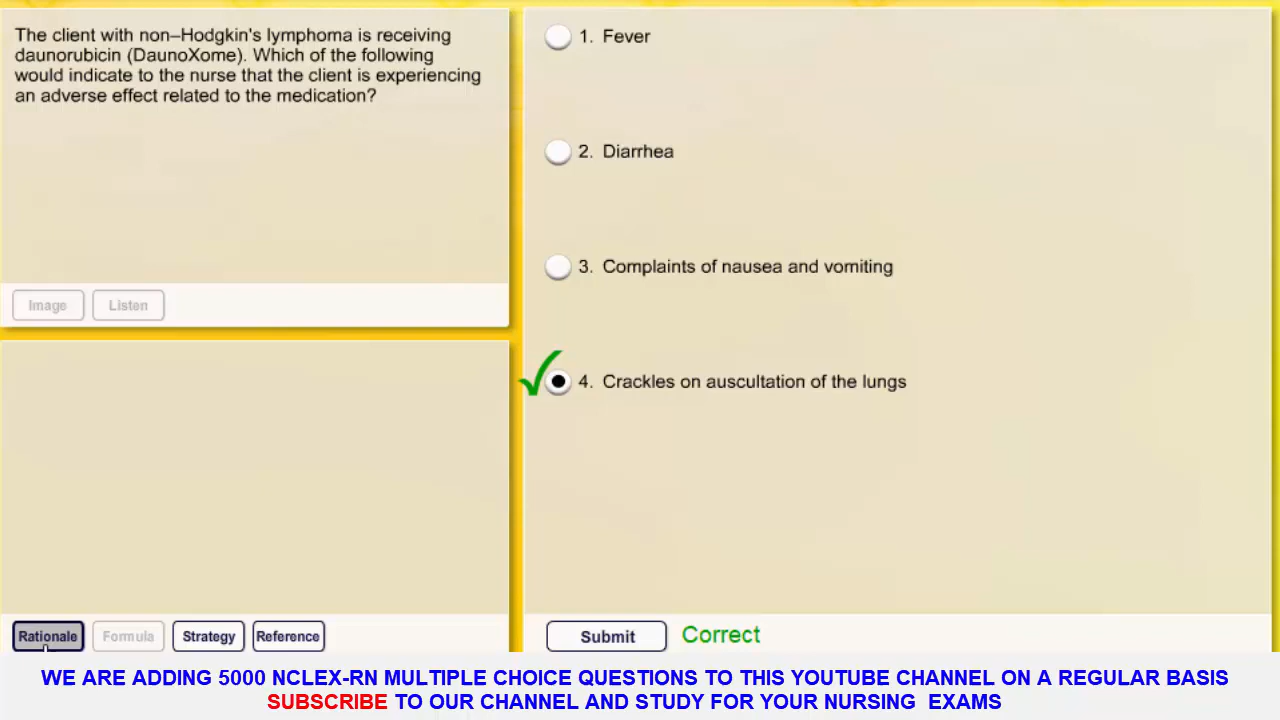 The client with non–Hodgkin's lymphoma is receiving
daunorubicin (DaunoXome). Which of the following
would indicate to the nurse that the client is experiencing
an adverse effect related to the medication?
Image
Listen
1. Fever
2. Diarrhea
3. Complaints of nausea and vomiting
4. Crackles on auscultation of the lungs
Rationale
Formula
Strategy
Reference
Submit
Correct
WE ARE ADDING 5000 NCLEX-RN MULTIPLE CHOICE QUESTIONS TO THIS YOUTUBE CHANNEL ON A REGULAR BASIS
SUBSCRIBE TO OUR CHANNEL AND STUDY FOR YOUR NURSING EXAMS